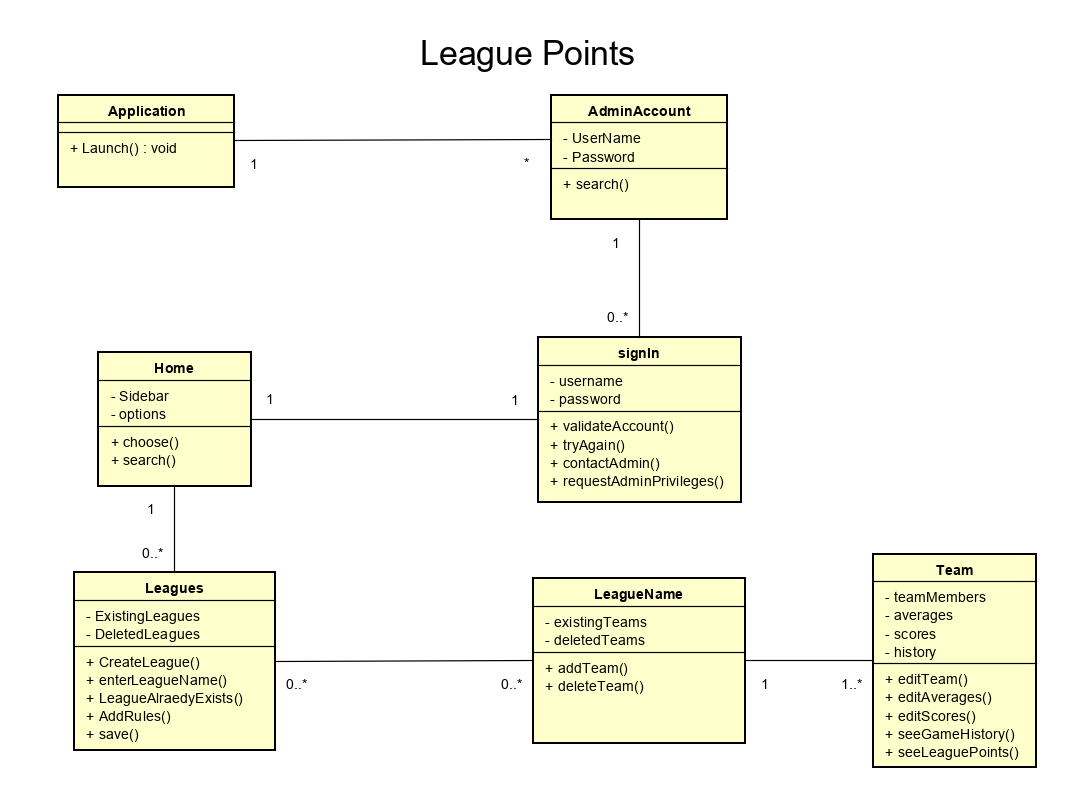 League Points
Application
+ Launch() : void
1
*
AdminAccount
- UserName
- Password
+ search()
1
0..*
signIn
- username
- password
+ validateAccount()
+ tryAgain()
+ contactAdmin()
+ requestAdminPrivileges()
Home
- Sidebar
- options
+ choose()
+ search()
1
1
1
0..*
Leagues
- ExistingLeagues
- DeletedLeagues
+ CreateLeague()
+ enterLeagueName()
+ LeagueAlraedyExists()
+ AddRules()
+ save()
0..*
0..*
LeagueName
- existingTeams
- deletedTeams
+ addTeam()
+ deleteTeam()
1
1..*
Team
- teamMembers
- averages
- scores
- history
+ editTeam()
+ editAverages()
+ editScores()
+ seeGameHistory()
+ seeLeaguePoints()